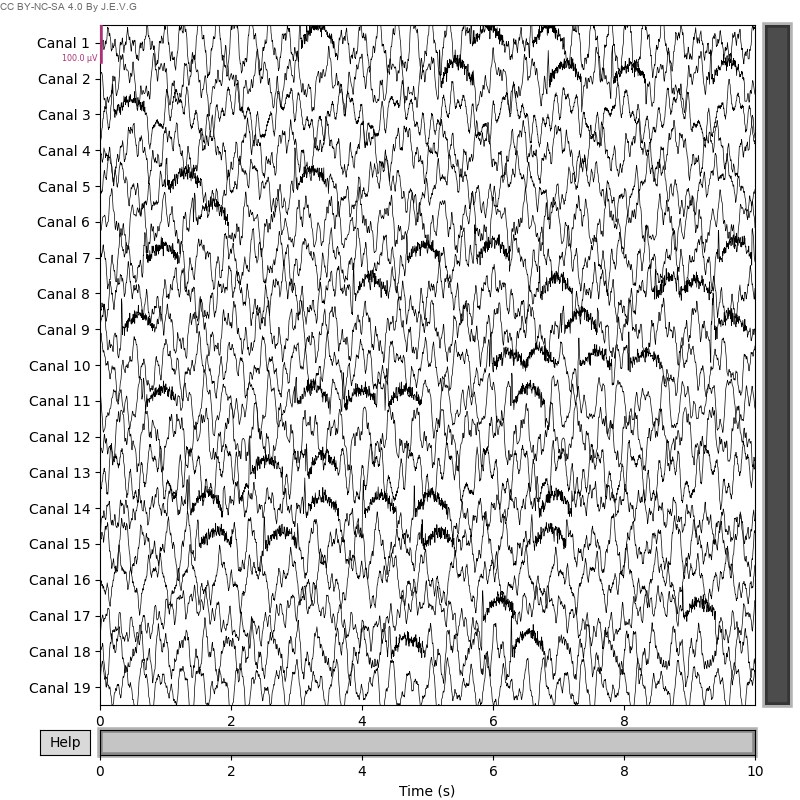 CC BY-NC-SA 4.0 By J.E.V.G
Canal 1
100.0 µV
Canal 2
Canal 3
Canal 4
Canal 5
Canal 6
Canal 7
Canal 8
Canal 9
Canal 10
Canal 11
Canal 12
Canal 13
Canal 14
Canal 15
Canal 16
Canal 17
Canal 18
Canal 19
0 2 4 6 8
Help
0 2 4 6 8 10
Time (s)